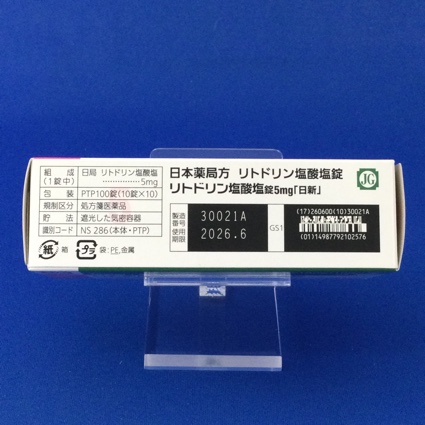 組成(1錠中) 日局 リトドリン塩酸塩 ……………5mg
包装 PTP100錠(10錠×10)
規制区分 処方箋医薬品
貯法 遮光した気密容器
識別コード NS 286(本体・PTP)
紙 箱 プラ 袋:PE,金属
日本薬局方 リトドリン塩酸塩錠
リトドリン塩酸塩錠5mg「日新」
JG
製造番号 30021A
使用期限 2026.6
G51
(17)260600(10)30021A
(01)14987792102576